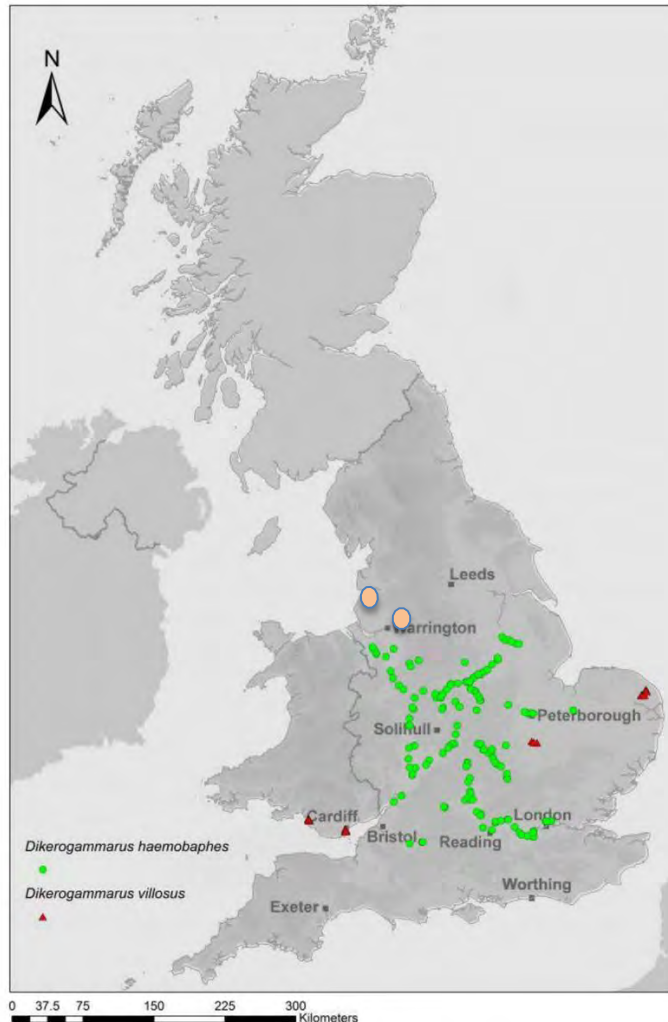 N
Leeds
Warrington
Peterborough
Solihull
Cardiff
Bristol
Reading
London
Dikerogammarus haemobaphes
Dikerogammarus villosus
Worthing
Exeter
0 37.5 75 150 225 300
Kilometers